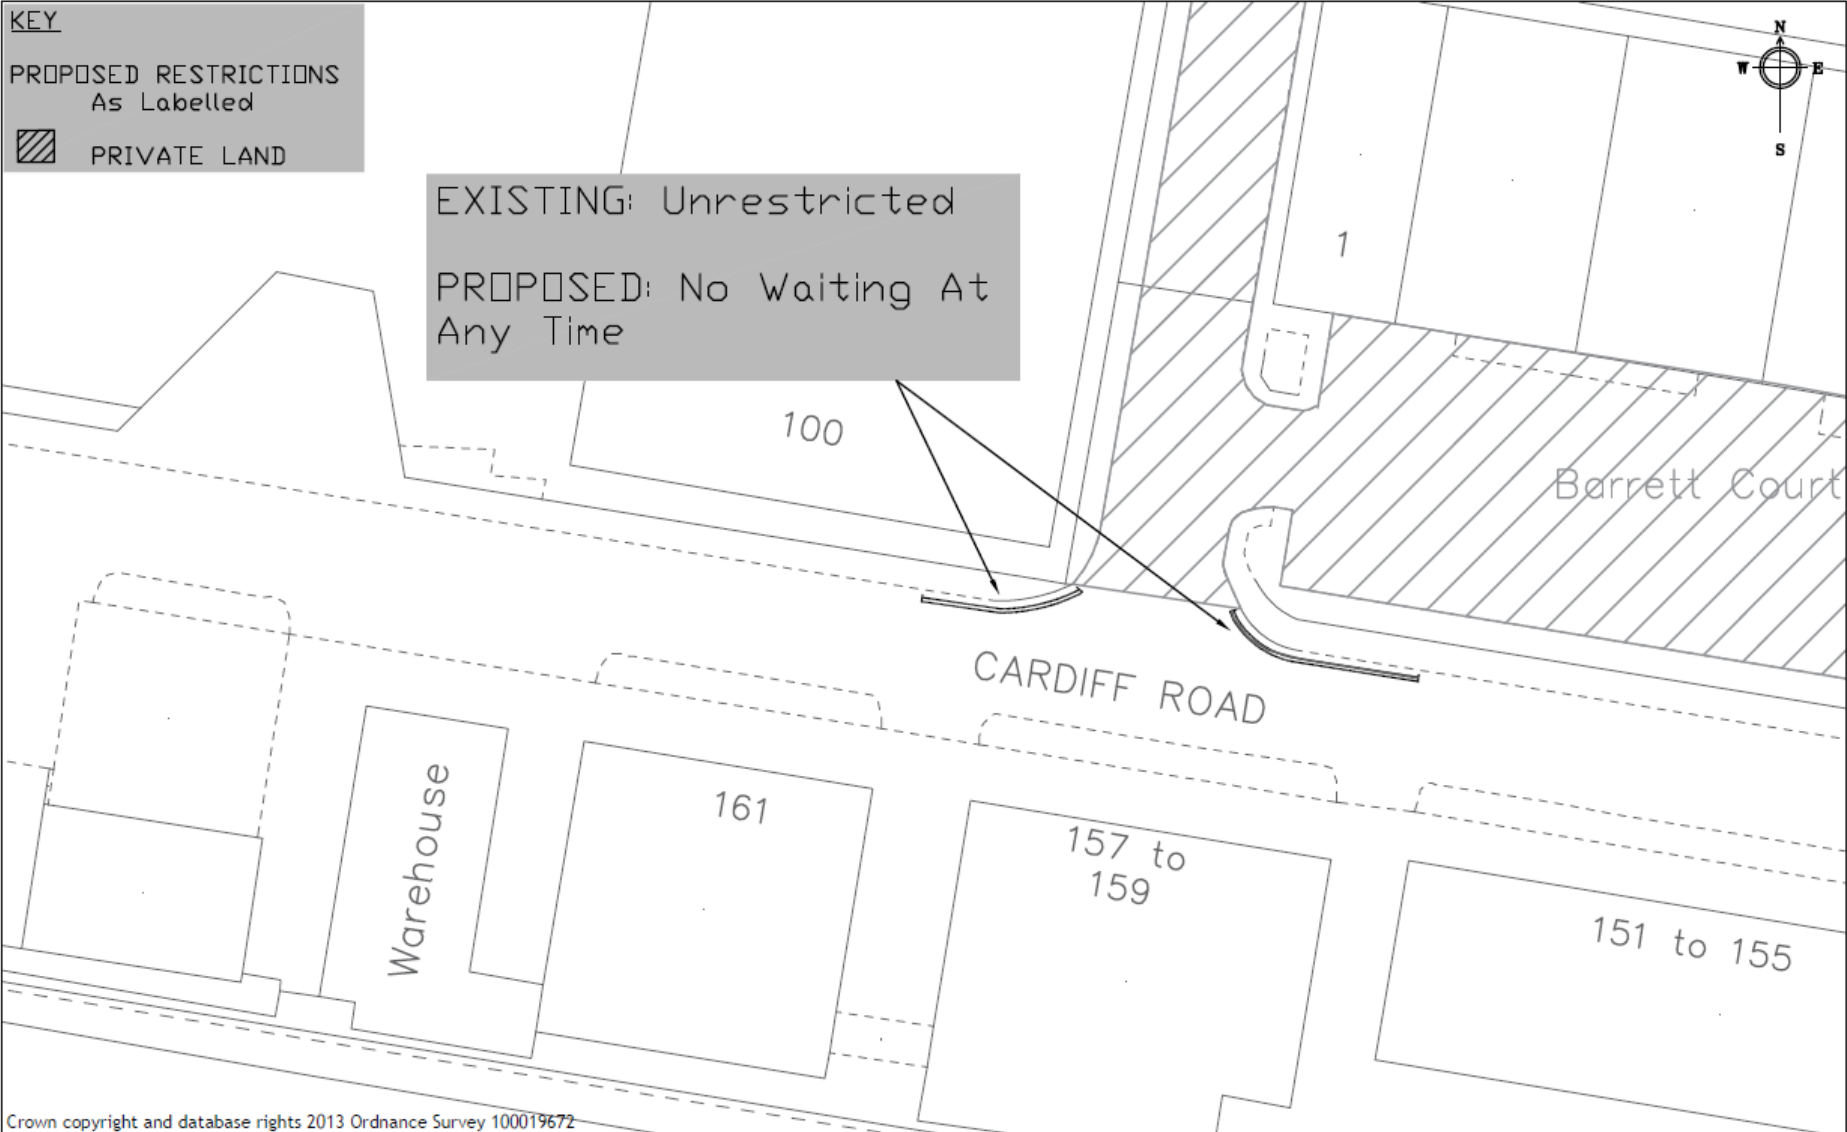 KEY
PROPOSED RESTRICTIONS
As Labelled
PRIVATE LAND
N
W E
S
EXISTING: Unrestricted
PROPOSED: No Waiting At
Any Time
1
100
Barrett Court
CARDIFF ROAD
Warehouse
161
157 to
159
151 to 155
Crown copyright and database rights 2013 Ordnance Survey 100019672